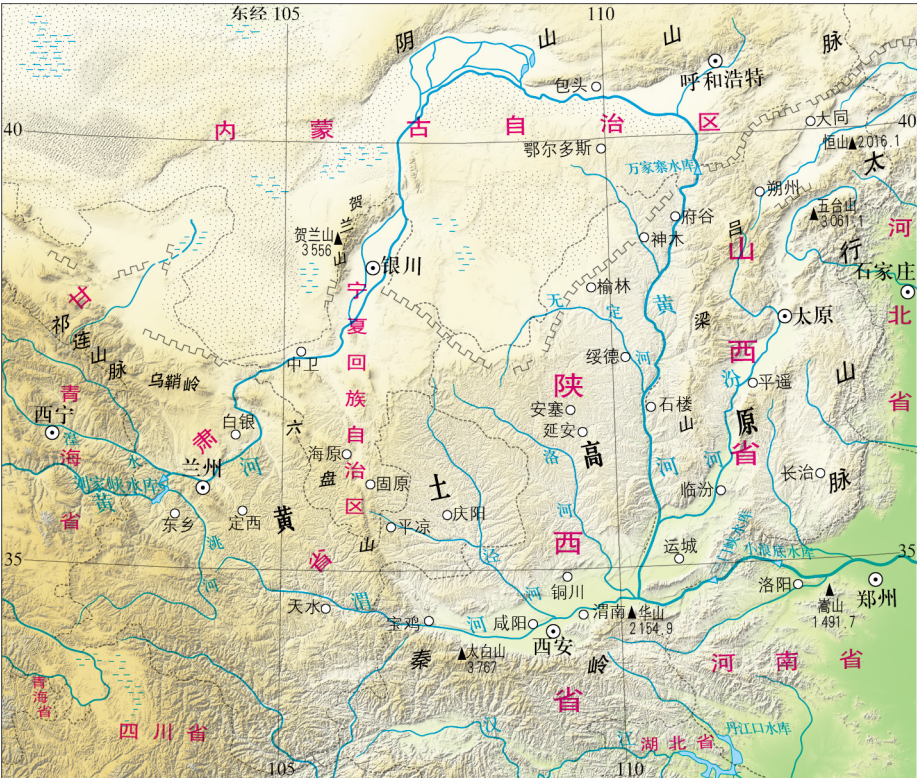 东经 105
110
阴 山 山 脉
呼和浩特
包头
40
内蒙古自治区
大同
40
恒山 2016.1
鄂尔多斯
万家寨水库
太行山脉
朔州
五台山
3061.1
贺兰山
贺兰山
3556
府谷
神木
吕梁山
山西省
河北省
石家庄
银川
宁夏回族自治区
甘肃省
祁连山脉
榆林
无定河
黄河
太原
中卫
乌鞘岭
绥德
汾河
平遥
青海省
西宁
湟水
白银
六盘山
陕西省
安塞
延安
石楼
黄土高原
兰州
黄河
海原
洛河
刘家峡水库
固原
长治
临汾
东乡
定西
平凉
庆阳
洮河
泾河
35
运城
三门峡水库
小浪底水库
35
铜川
洛阳
郑州
天水
渭河
宝鸡
咸阳
渭南
华山
2154.9
嵩山
1491.7
西安
秦岭
太白山
3767
河南省
青海省
四川省
汉江
丹江口水库
湖北省
105
110